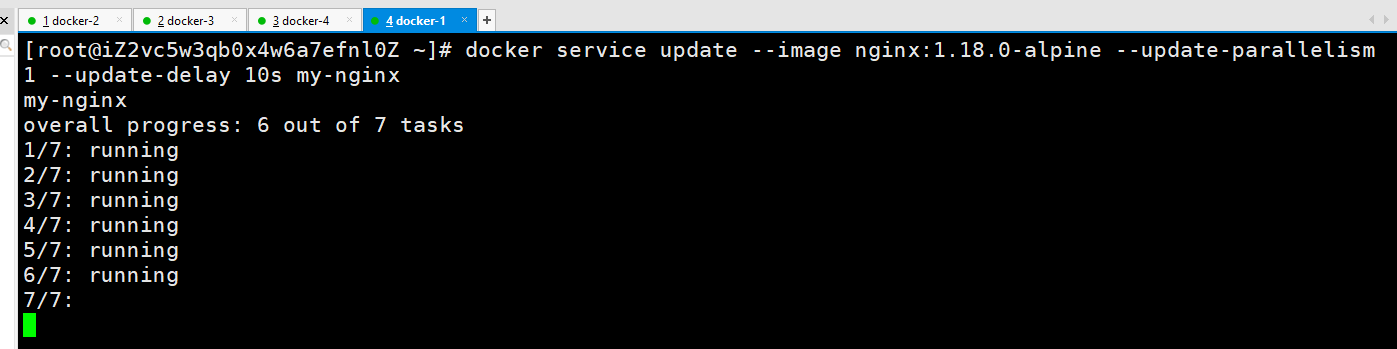 1 docker-2 × 2 docker-3 × 3 docker-4 × 4 docker-1 × +
[root@iZ2vc5w3qb0x4w6a7efnl0Z ~]# docker service update --image nginx:1.18.0-alpine --update-parallelism
1 --update-delay 10s my-nginx
my-nginx
overall progress: 6 out of 7 tasks
1/7: running
2/7: running
3/7: running
4/7: running
5/7: running
6/7: running
7/7: